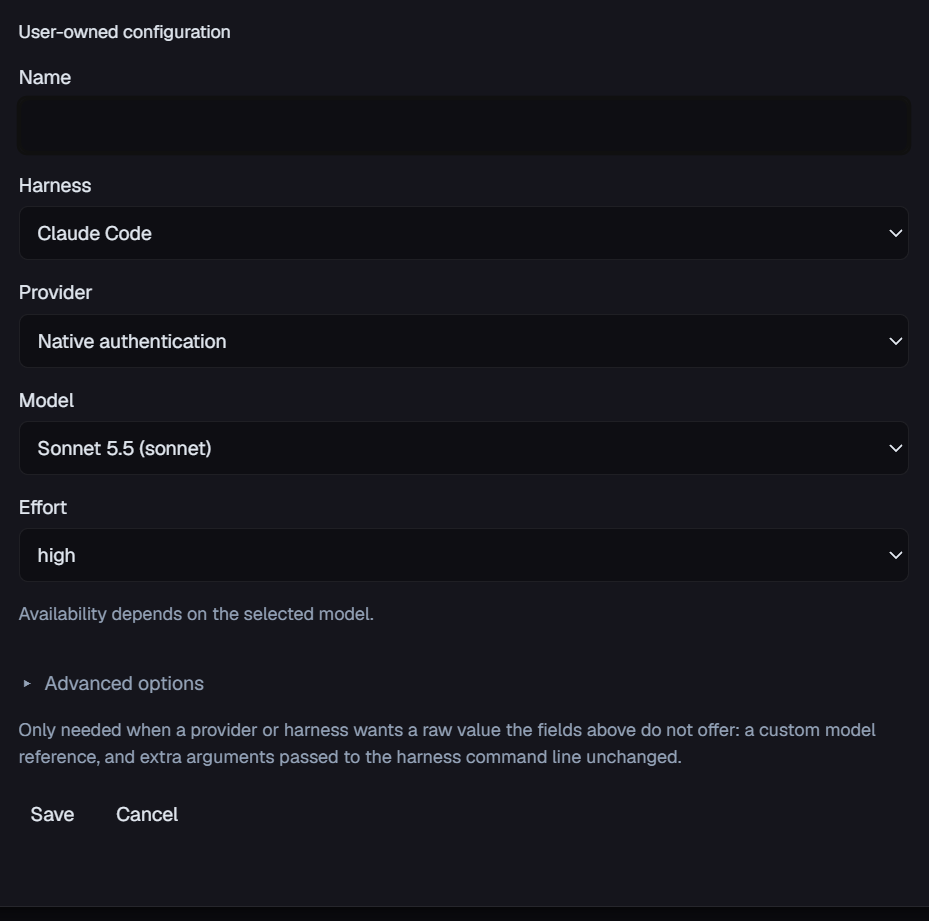 User-owned configuration
Name
Harness
Claude Code
Provider
Native authentication
Model
Sonnet 5.5 (sonnet)
Effort
high
Availability depends on the selected model.
Advanced options
Only needed when a provider or harness wants a raw value the fields above do not offer: a custom model
reference, and extra arguments passed to the harness command line unchanged.
Save Cancel